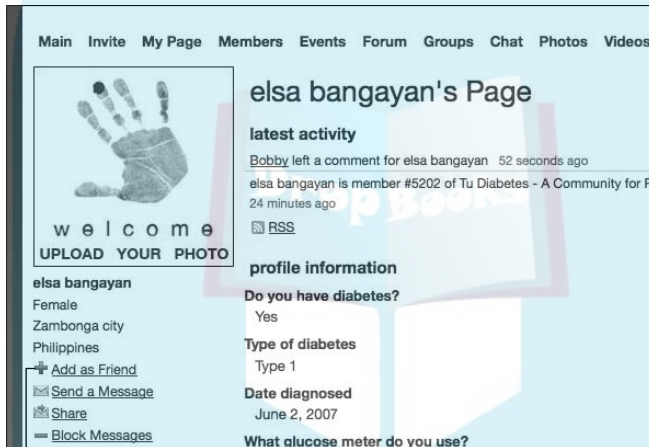 Main Invite My Page Members Events Forum Groups Chat Photos Videos
elsa bangayan's Page
latest activity
Bobby left a comment for elsa bangayan 52 seconds ago
elsa bangayan is member #5202 of Tu Diabetes - A Community for P
24 minutes ago
RSS
welcome
UPLOAD YOUR PHOTO
elsa bangayan
Female
Zambonga city
Philippines
Add as Friend
Send a Message
Share
Block Messages
profile information
Do you have diabetes?
Yes
Type of diabetes
Type 1
Date diagnosed
June 2, 2007
What glucose meter do you use?
Drop Books